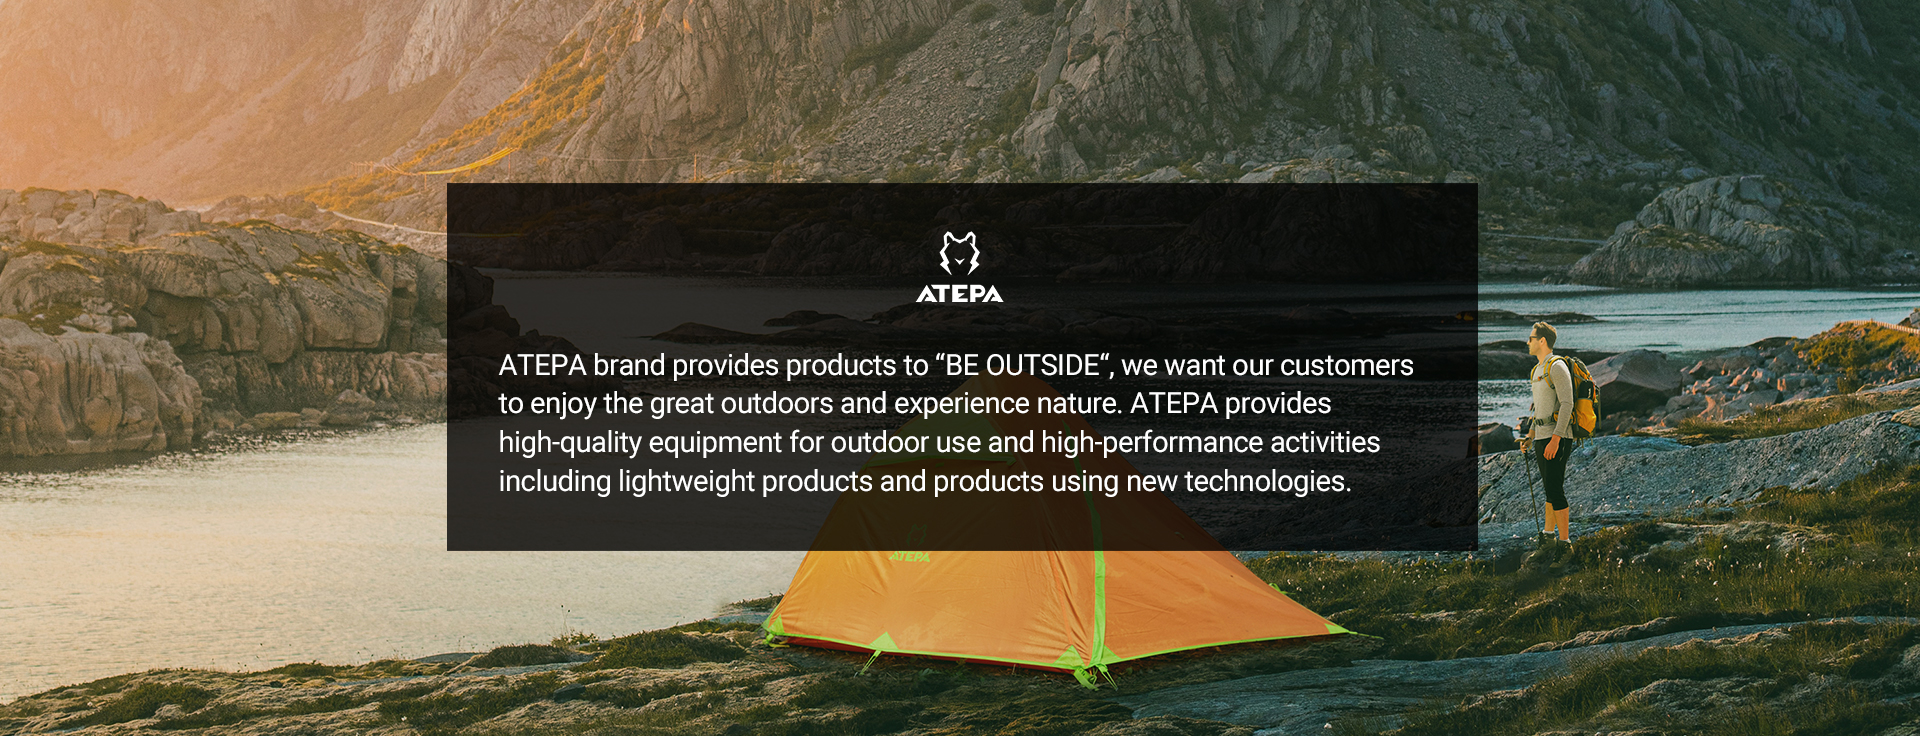 ATEPA
ATEPA brand provides products to “BE OUTSIDE“, we want our customers
to enjoy the great outdoors and experience nature. ATEPA provides
high-quality equipment for outdoor use and high-performance activities
including lightweight products and products using new technologies.
ATEPA